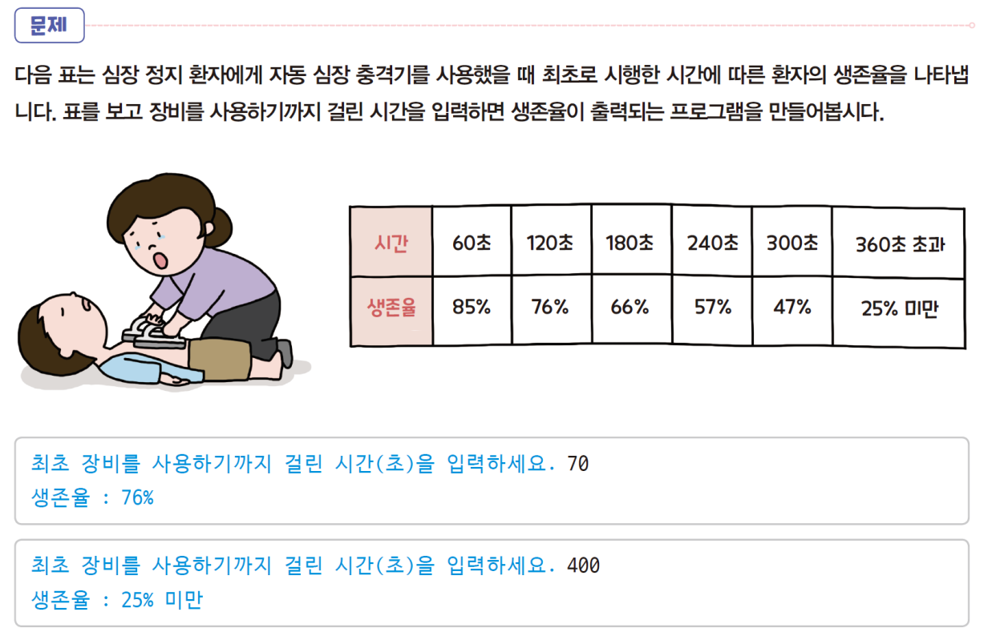 문제
다음 표는 심장 정지 환자에게 자동 심장 충격기를 사용했을 때 최초로 시행한 시간에 따른 환자의 생존율을 나타냅
니다. 표를 보고 장비를 사용하기까지 걸린 시간을 입력하면 생존율이 출력되는 프로그램을 만들어봅시다.
시간 60초 120초 180초 240초 300초 360초 초과
생존율 85% 76% 66% 57% 47% 25% 미만
최초 장비를 사용하기까지 걸린 시간(초)을 입력하세요. 70
생존율 : 76%
최초 장비를 사용하기까지 걸린 시간(초)을 입력하세요. 400
생존율 : 25% 미만